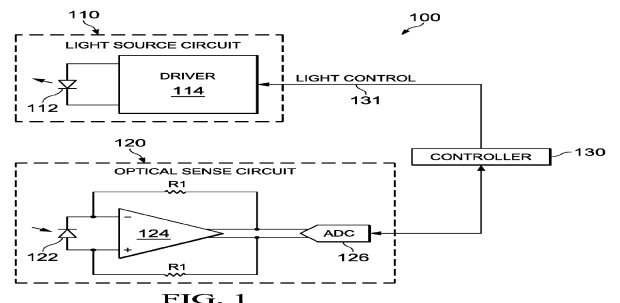 110
100
LIGHT SOURCE CIRCUIT
DRIVER
114
112
LIGHT CONTROL
131
120
CONTROLLER
130
OPTICAL SENSE CIRCUIT
R1
−
124
+
122
ADC
126
R1
FIG. 1